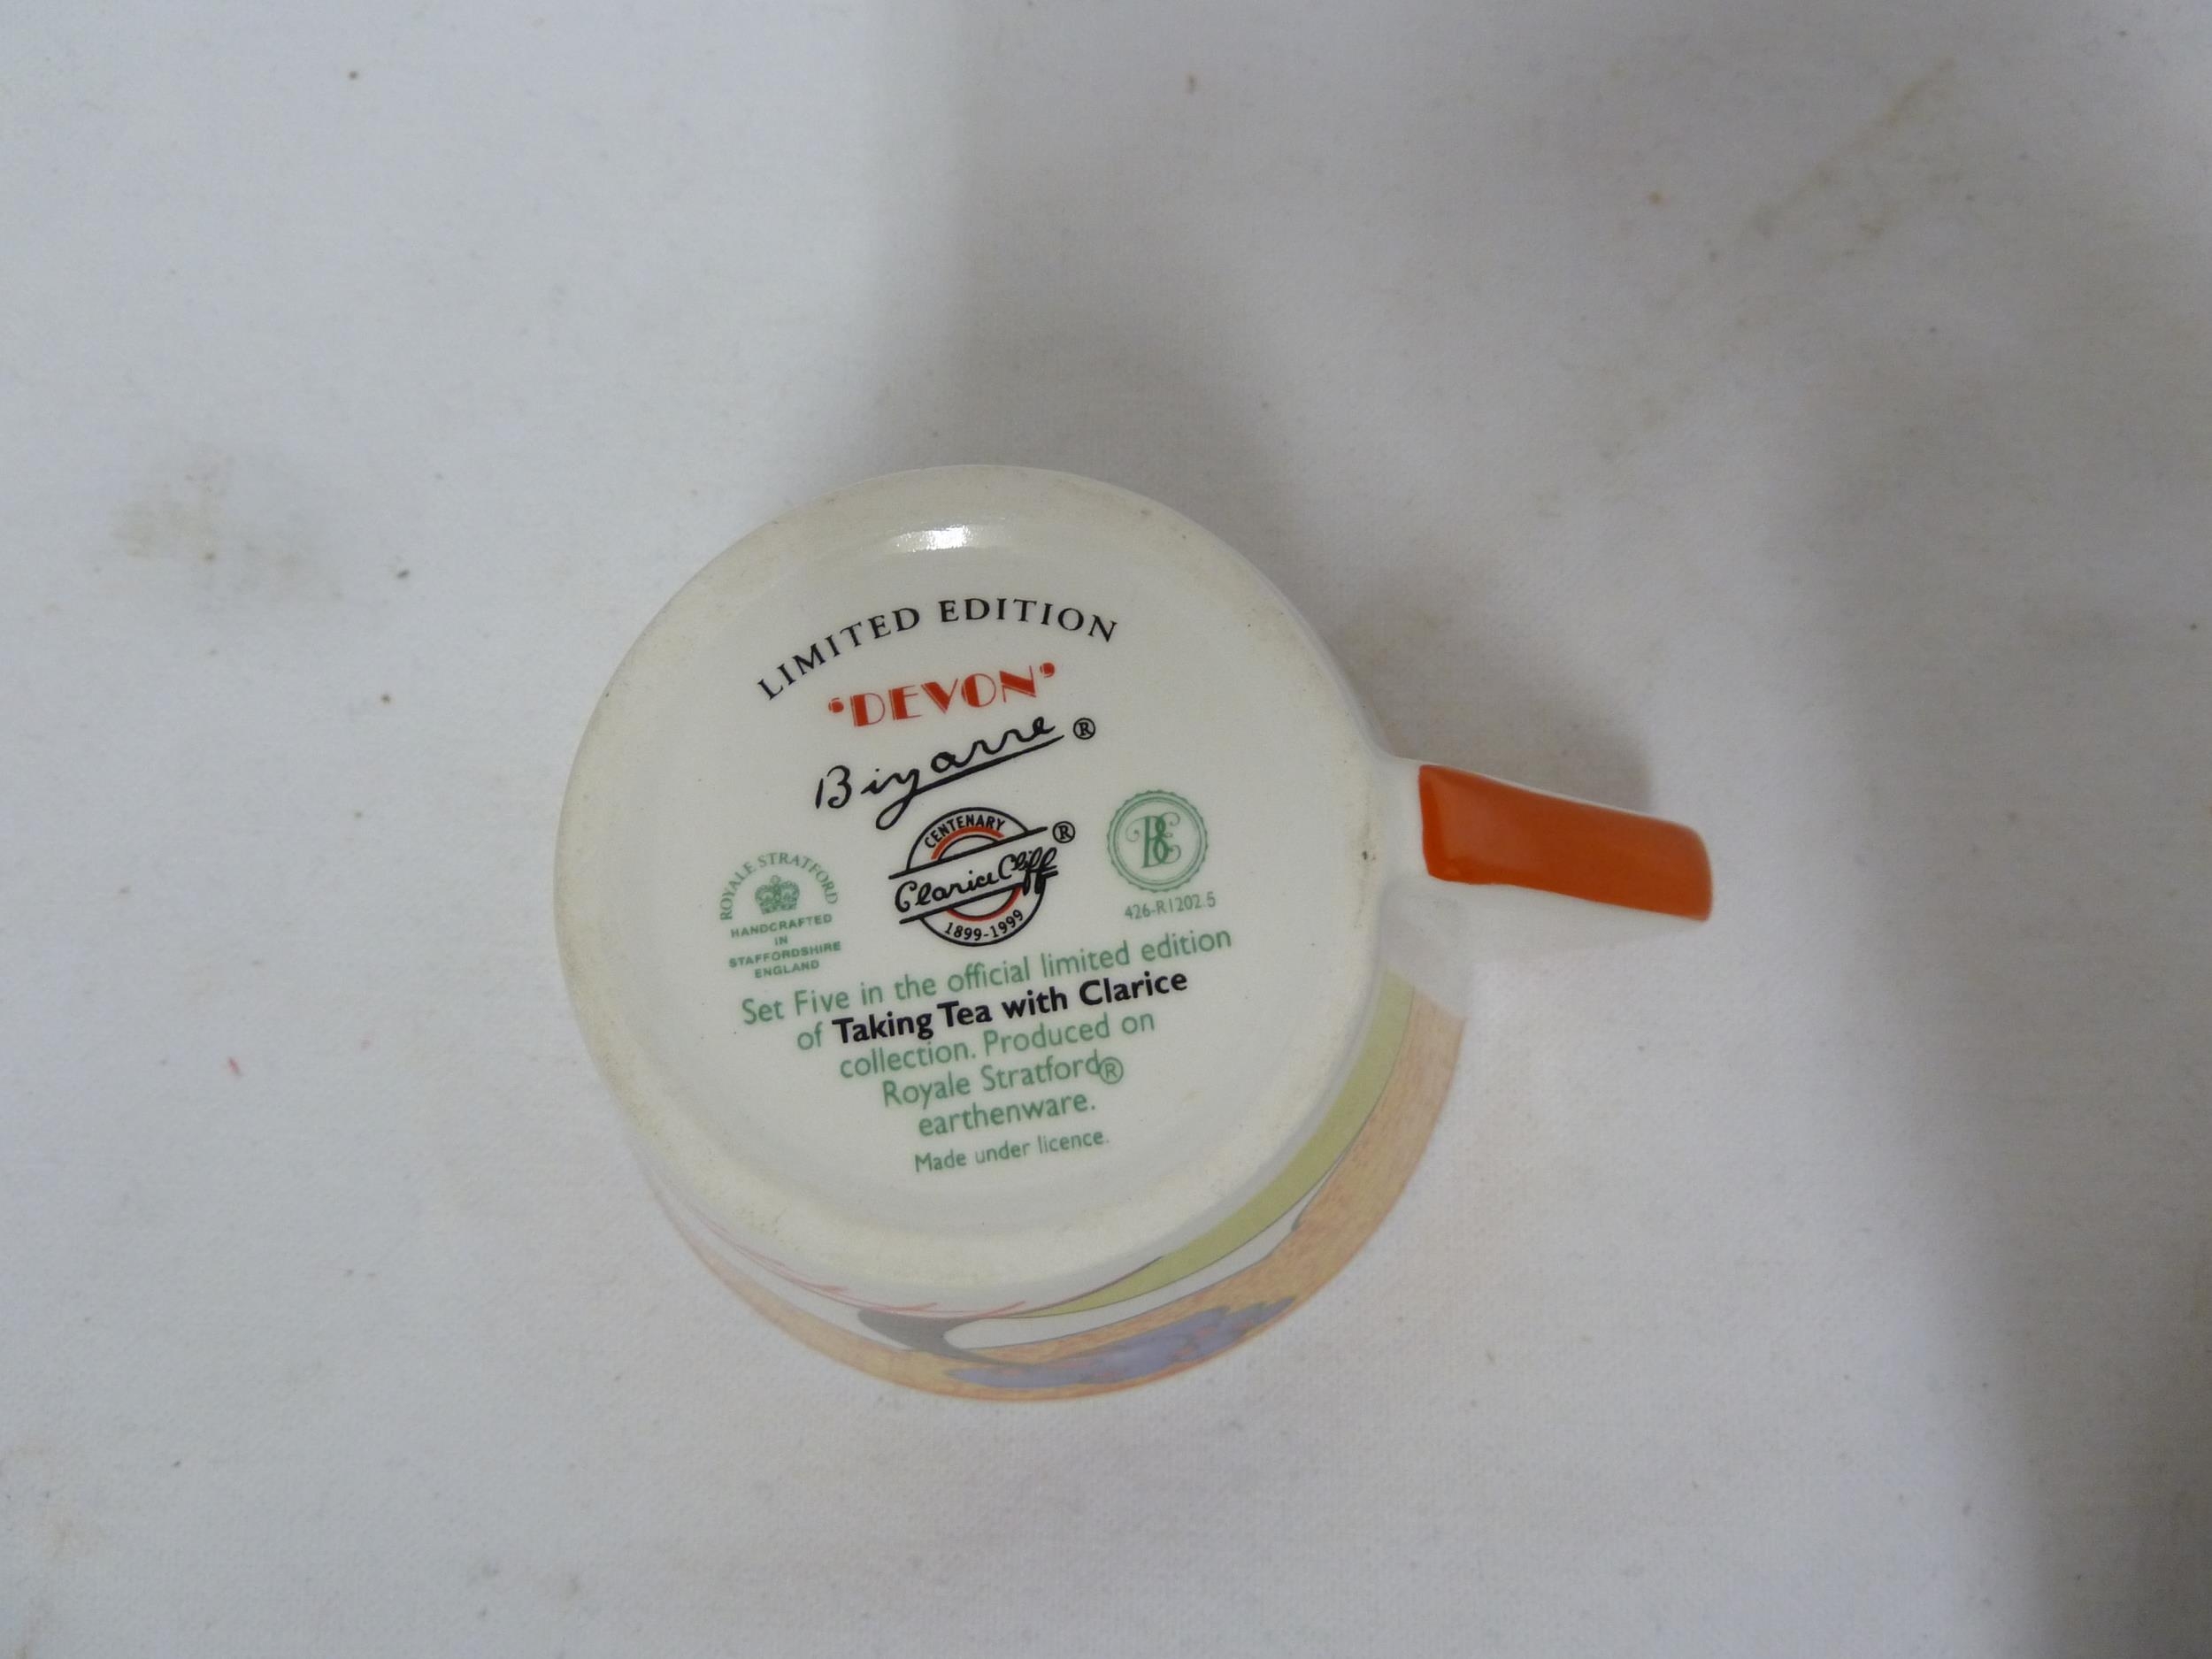 LIMITED EDITION
‘DEVON’
Bizarre ®
CENTENARY
Clarice Cliff ®
1899-1999
ROYALE STRATFORD
HANDCRAFTED
IN
STAFFORDSHIRE
ENGLAND
BE
426-R1202.5
Set Five in the official limited edition
of Taking Tea with Clarice
collection. Produced on
Royale Stratford®
earthenware.
Made under licence.